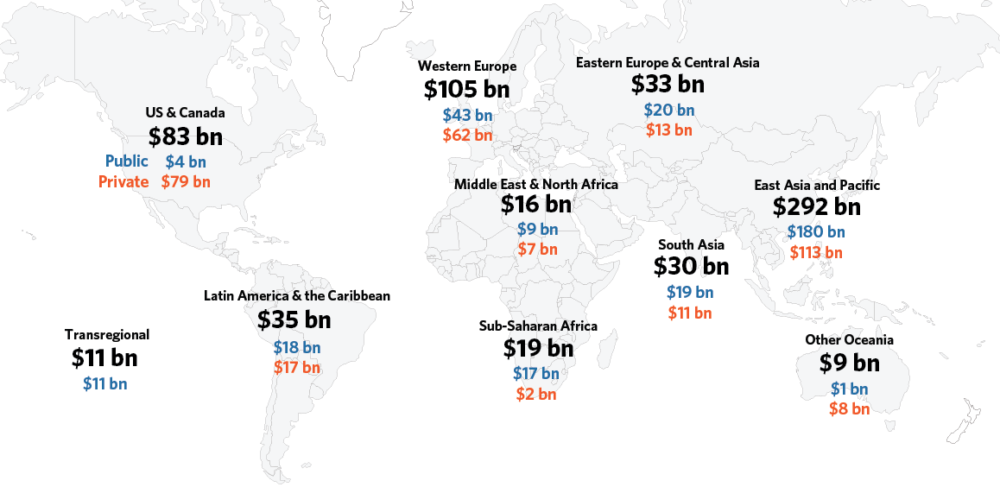 Western Europe
$105 bn
$43 bn
$62 bn
Eastern Europe & Central Asia
$33 bn
$20 bn
$13 bn
US & Canada
$83 bn
Public $4 bn
Private $79 bn
Middle East & North Africa
$16 bn
$9 bn
$7 bn
East Asia and Pacific
$292 bn
$180 bn
$113 bn
South Asia
$30 bn
$19 bn
$11 bn
Latin America & the Caribbean
$35 bn
$18 bn
$17 bn
Transregional
$11 bn
$11 bn
Sub-Saharan Africa
$19 bn
$17 bn
$2 bn
Other Oceania
$9 bn
$1 bn
$8 bn